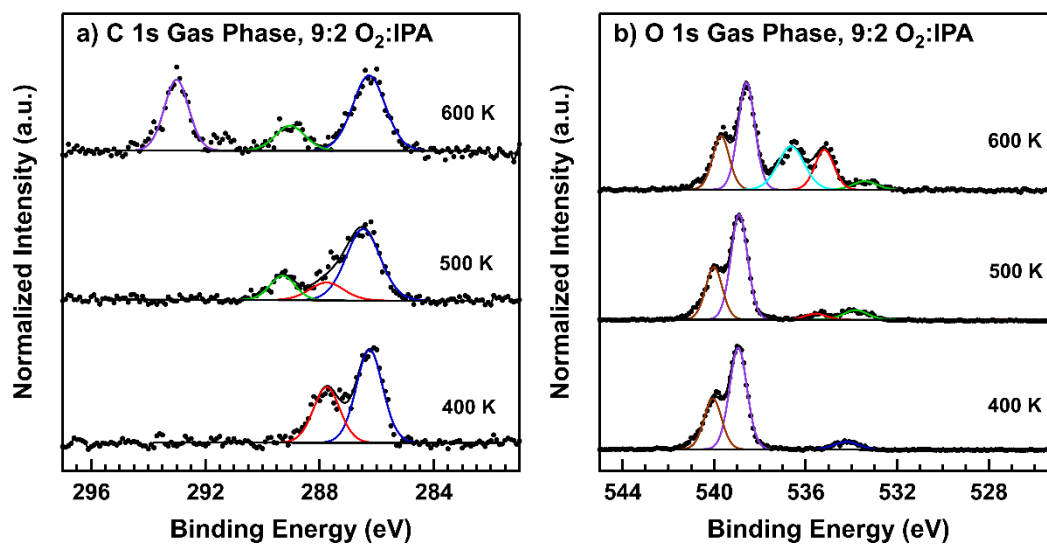 a) C 1s Gas Phase, 9:2 O₂:IPA
Normalized Intensity (a.u.)
600 K
500 K
400 K
296 292 288 284
Binding Energy (eV)
b) O 1s Gas Phase, 9:2 O₂:IPA
Normalized Intensity (a.u.)
600 K
500 K
400 K
544 540 536 532 528
Binding Energy (eV)